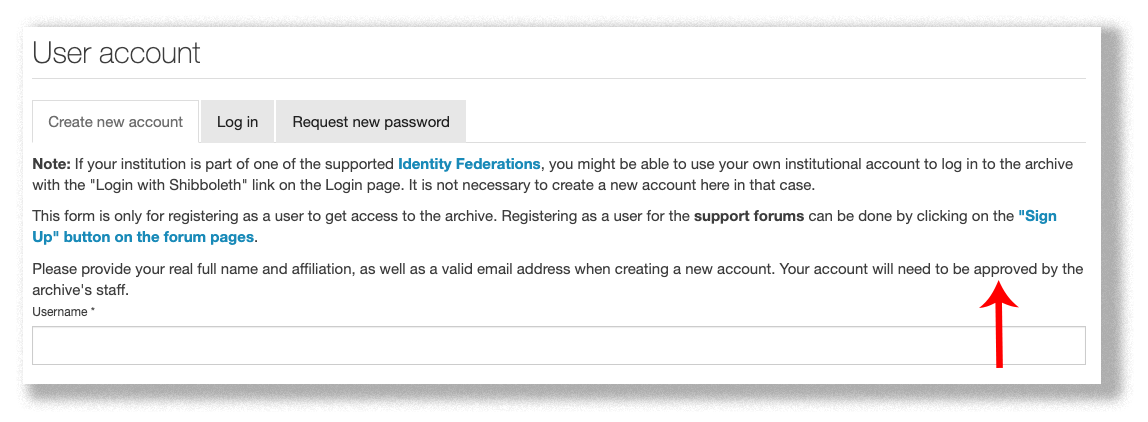 User account
Create new account
Log in
Request new password
Note: If your institution is part of one of the supported Identity Federations, you might be able to use your own institutional account to log in to the archive
with the "Login with Shibboleth" link on the Login page. It is not necessary to create a new account here in that case.
This form is only for registering as a user to get access to the archive. Registering as a user for the support forums can be done by clicking on the "Sign
Up" button on the forum pages.
Please provide your real full name and affiliation, as well as a valid email address when creating a new account. Your account will need to be approved by the
archive's staff.
Username *